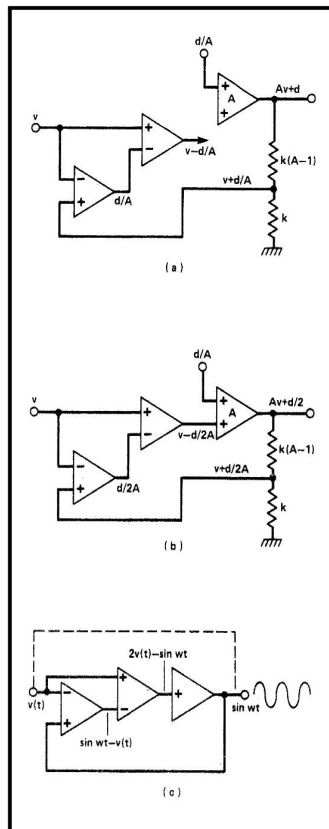 d/A
Av+d
v
A
+
+
+
−
v–d/A
k(A–1)
−
+
d/A
v+d/A
k
(a)
d/A
v
Av+d/2
+
A
+
−
+
v–d/2A
k(A–1)
−
+
d/2A
v+d/2A
k
(b)
2v(t)–sin wt
+
−
−
+
v(t)
+
sin wt
sin wt–v(t)
(c)